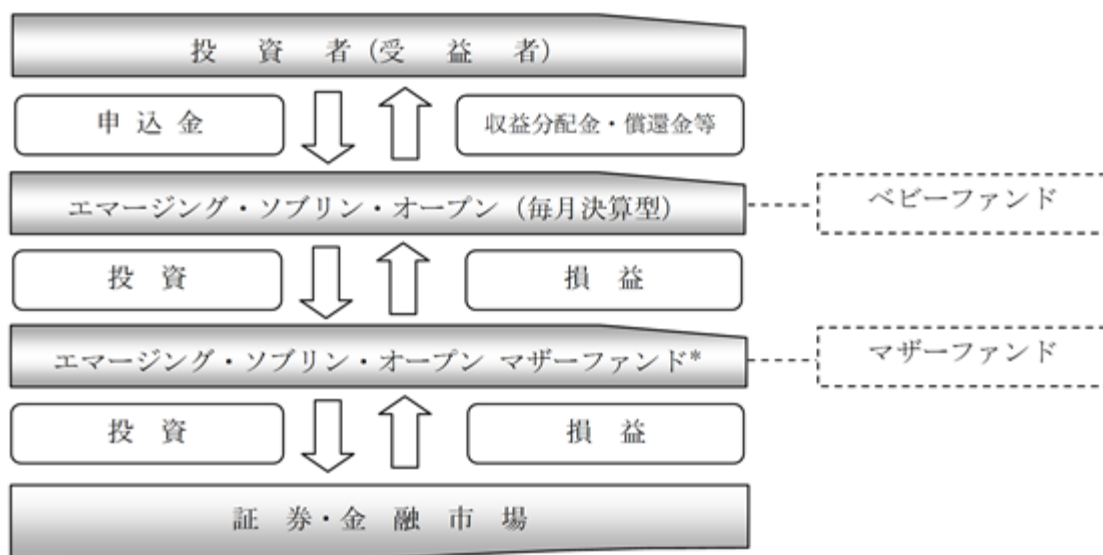 投資者(受益者)
申込金
収益分配金・償還金等
エマージング・ソブリン・オープン(毎月決算型)
ベビーファンド
投資
損益
エマージング・ソブリン・オープン マザーファンド*
マザーファンド
投資
損益
証券・金融市場